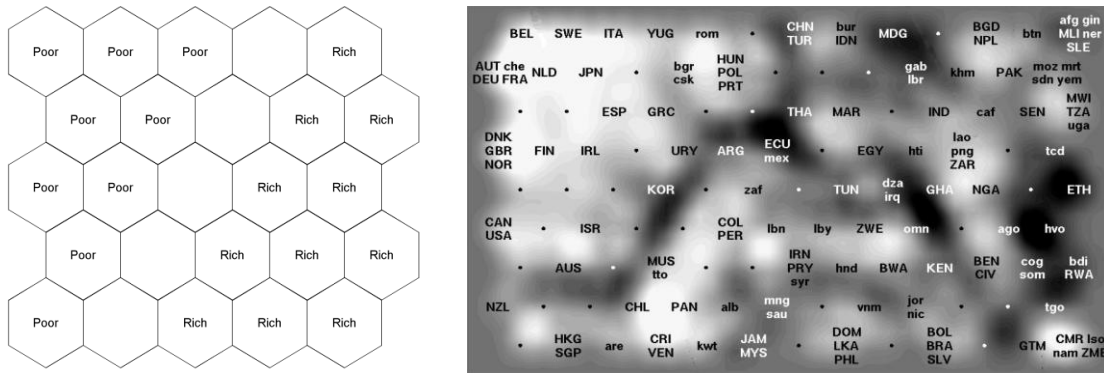 Poor Poor Poor Rich
Poor Poor Rich Rich
Poor Poor Rich Rich
Poor Rich Rich Rich
Poor Rich Rich Rich
BEL SWE ITA YUG rom CHN TUR bur IDN MDG BGD NPL btn afg gin MLI ner SLE
AUT che DEU FRA NLD JPN bgr csk HUN POL PRT gab lbr khm PAK moz mrt sdn yem
ESP GRC THA MAR IND caf SEN MWI TZA uga
DNK GBR NOR FIN IRL URY ARG ECU mex EGY hti lao png ZAR tcd
KOR zaf TUN dza irq GHA NGA ETH
CAN USA ISR COL PER lbn lby ZWE omn ago hvo
AUS MUS tto IRN PRY syr hnd BWA KEN BEN CIV cog som bdi RWA
NZL CHL PAN alb mng sau vnm jor nic tgo
HKG SGP are CRI VEN kwt JAM MYS DOM LKA PHL BOL BRA SLV GTM CMR lso nam ZMB